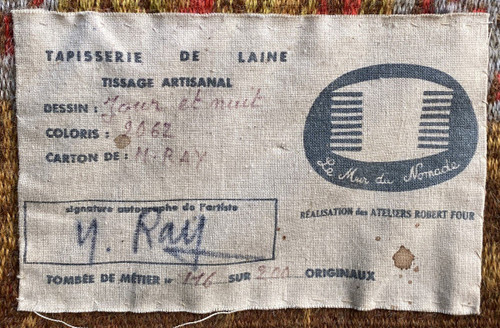 TAPISSERIE DE LAINE
TISSAGE ARTISANAL
DESSIN : Jour et nuit
COLORIS : 2062
CARTON DE : H. RAY
Le Mur du Nomade
RÉALISATION des ATELIERS ROBERT FOUR
signature autographe de l'artiste
Y. Ray
TOMBÉE DE MÉTIER N° 176 SUR 200 ORIGINAUX